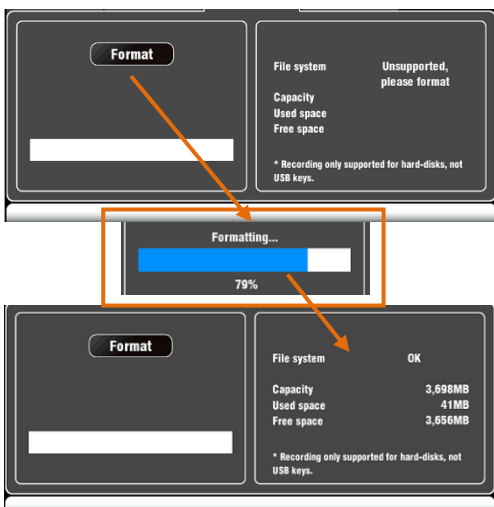 Format
File system Unsupported,
please format
Capacity
Used space
Free space
* Recording only supported for hard-disks, not
USB keys.
Formatting...
79%
Format
File system OK
Capacity 3,698MB
Used space 41MB
Free space 3,656MB
* Recording only supported for hard-disks, not
USB keys.